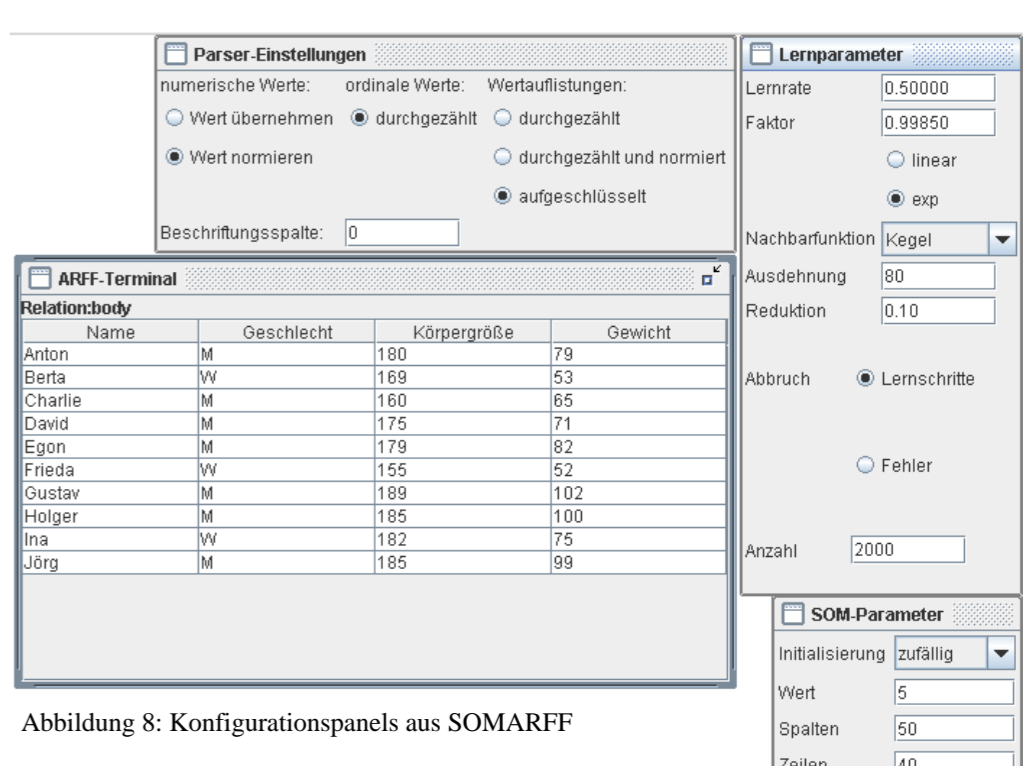 Parser-Einstellungen
numerische Werte: ordinale Werte: Wertauflistungen:
Wert übernehmen durchgezählt durchgezählt
Wert normieren durchgezählt und normiert
aufgeschlüsselt
Beschriftungsspalte: 0
Lernparameter
Lernrate 0.50000
Faktor 0.99850
linear
exp
Nachbarfunktion Kegel
Ausdehnung 80
Reduktion 0.10
Abbruch Lernschritte
Fehler
Anzahl 2000
ARFF-Terminal
Relation:body
Name Geschlecht Körpergröße Gewicht
Anton M 180 79
Berta W 169 53
Charlie M 160 65
David M 175 71
Egon M 179 82
Frieda W 155 52
Gustav M 189 102
Holger M 185 100
Ina W 182 75
Jörg M 185 99
SOM-Parameter
Initialisierung zufällig
Wert 5
Spalten 50
Zeilen 40
Abbildung 8: Konfigurationspanels aus SOMARFF